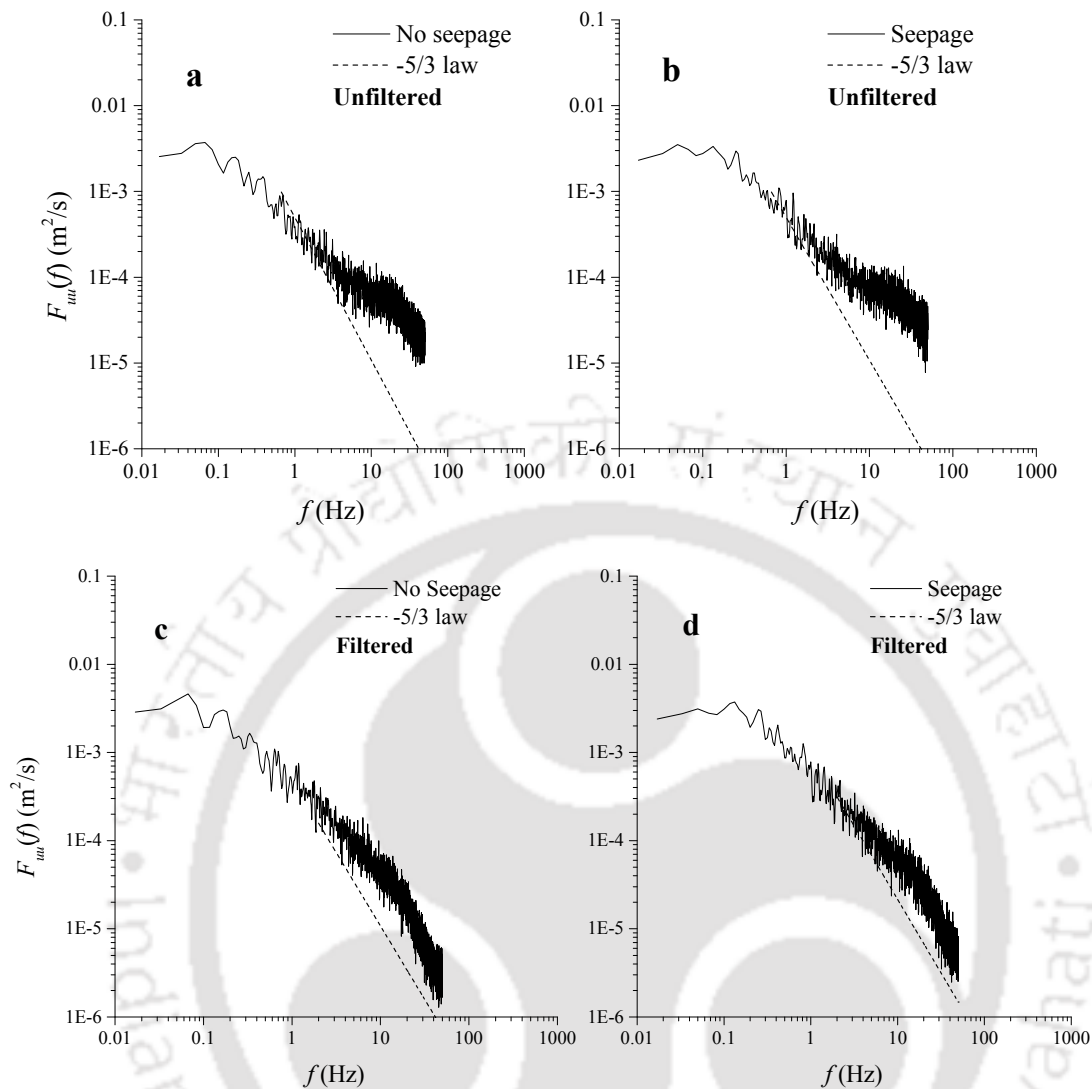 0.1
0.01
1E-3
1E-4
1E-5
1E-6
0.01 0.1 1 10 100 1000
F_uu(f) (m²/s)
f (Hz)
a
No seepage
-5/3 law
Unfiltered
0.1
0.01
1E-3
1E-4
1E-5
1E-6
0.01 0.1 1 10 100 1000
f (Hz)
b
Seepage
-5/3 law
Unfiltered
0.1
0.01
1E-3
1E-4
1E-5
1E-6
0.01 0.1 1 10 100 1000
F_uu(f) (m²/s)
f (Hz)
c
No Seepage
-5/3 law
Filtered
0.1
0.01
1E-3
1E-4
1E-5
1E-6
0.01 0.1 1 10 100 1000
f (Hz)
d
Seepage
-5/3 law
Filtered